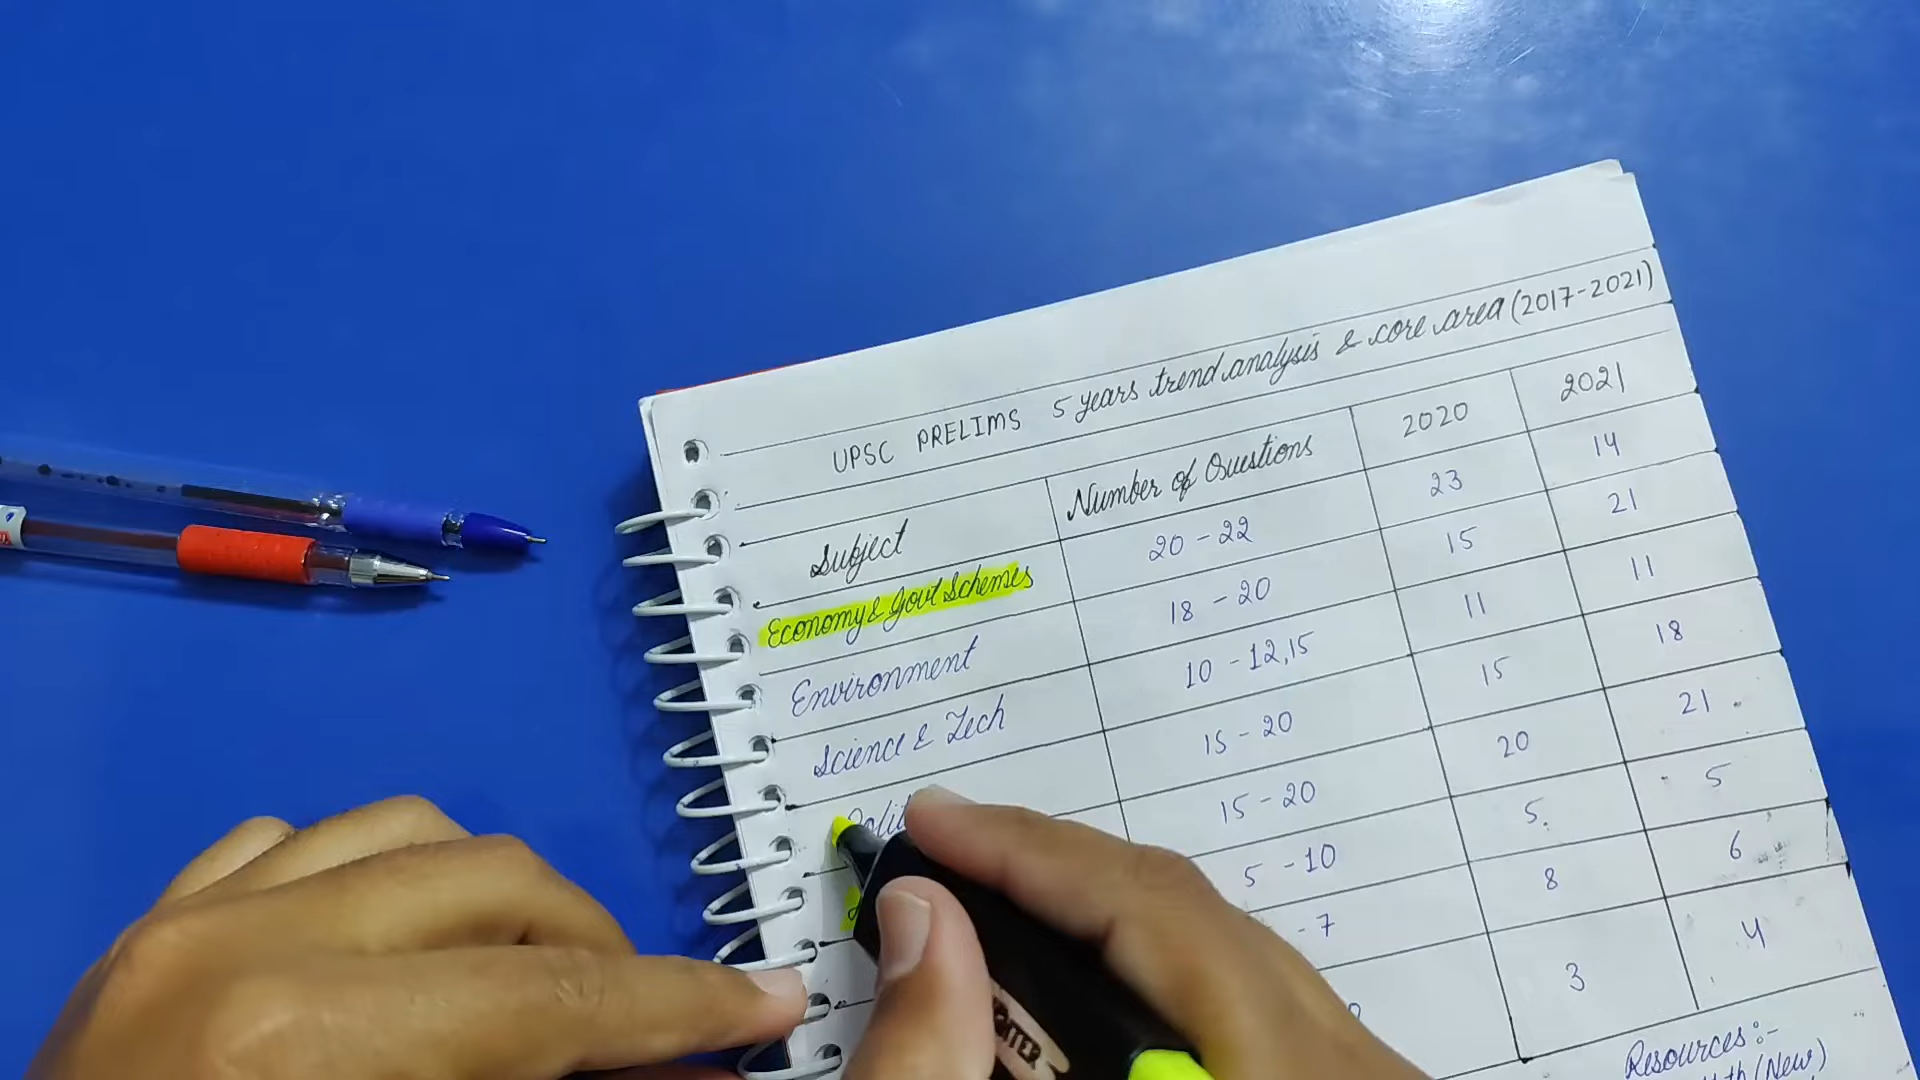 UPSC PRELIMS 5 years trend analysis & core area (2017-2021)
Subject Number of Questions 2020 2021
Economy & Govt Schemes 20 - 22 23 14
Environment 18 - 20 15 21
Science & Tech 10 - 12,15 11 11
Polit 15 - 20 15 18
15 - 20 20 21
5 - 10 5 5
- 7 8 6
3 4
Resources :-
(New)